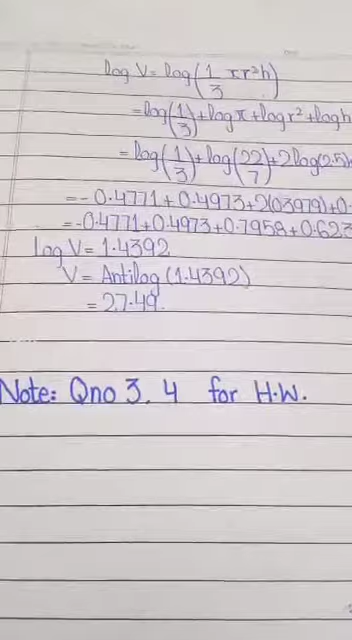 log V = log(1/3 πr²h)
= log(1/3) + log π + log r² + log h
= log(1/3) + log(22/7) + 2log(2.5)
= -0.4771 + 0.4973 + 2(03979) + 0.
= -0.4771 + 0.4973 + 0.7958 + 0.623
log V = 1.4392
V = Antilog (1.4392)
= 27.49.
Note: Qno 3, 4 for H.W.